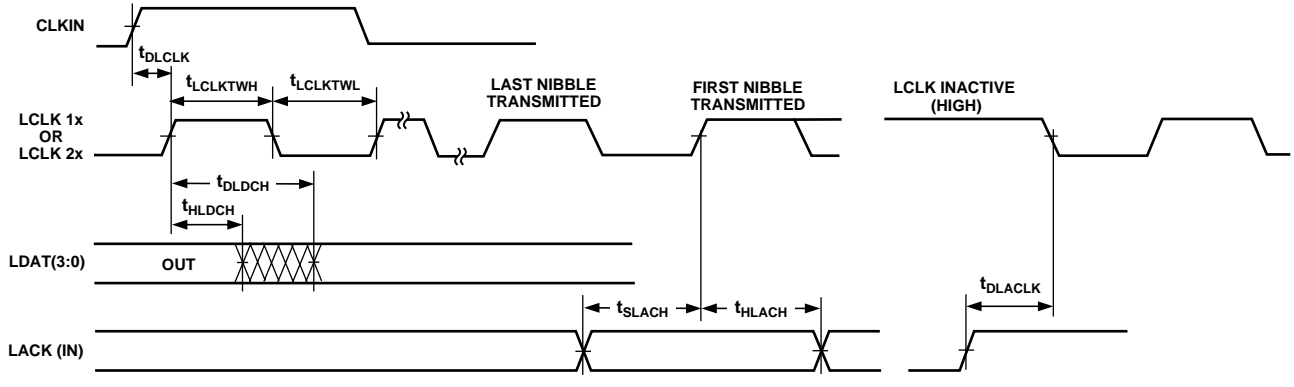 CLKIN
tDLCLK
tLCLKTWH
tLCLKTWL
LAST NIBBLE
TRANSMITTED
FIRST NIBBLE
TRANSMITTED
LCLK INACTIVE
(HIGH)
LCLK 1x
OR
LCLK 2x
tDLDCH
tHLDCH
LDAT(3:0)
OUT
tDLACLK
tSLACH
tHLACH
LACK (IN)